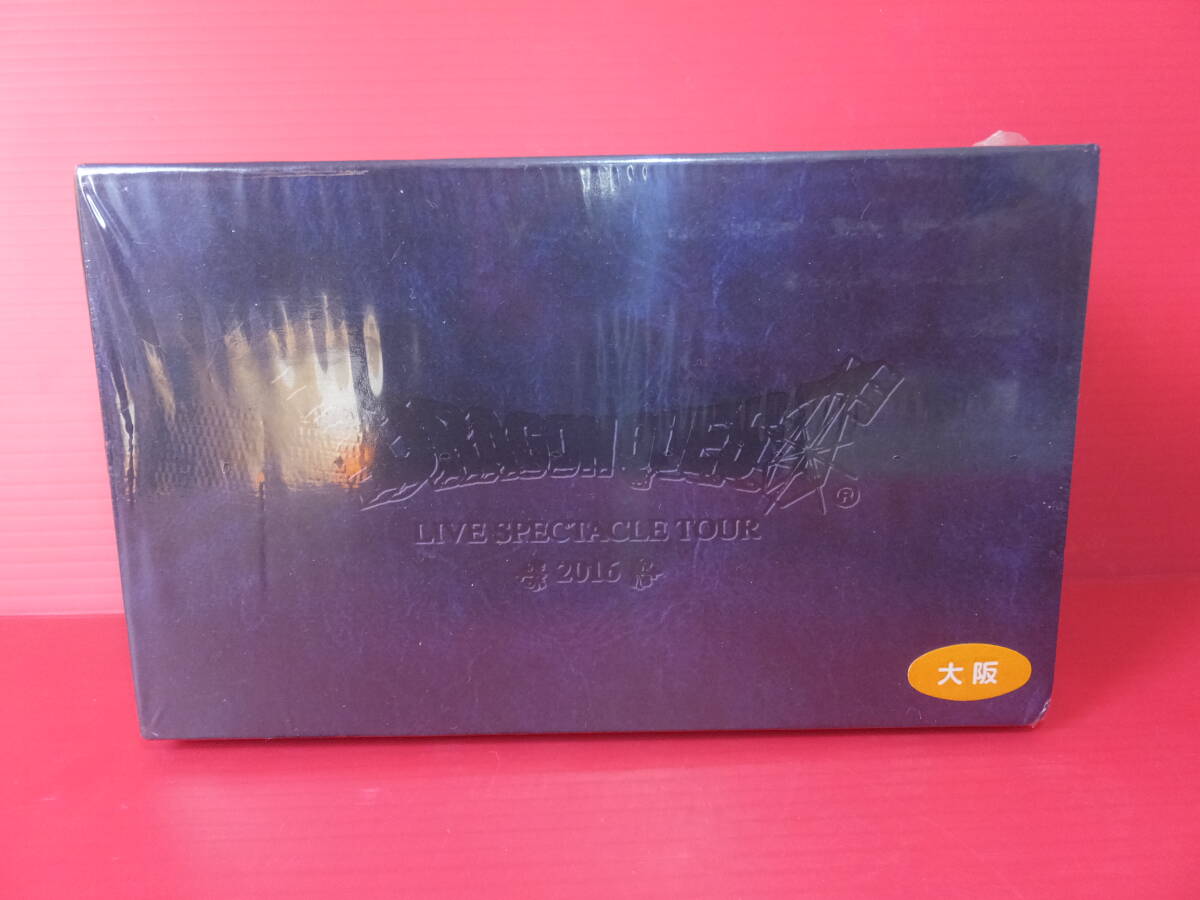 DRAGON QUEST ®
LIVE SPECTACLE TOUR
2016
大阪